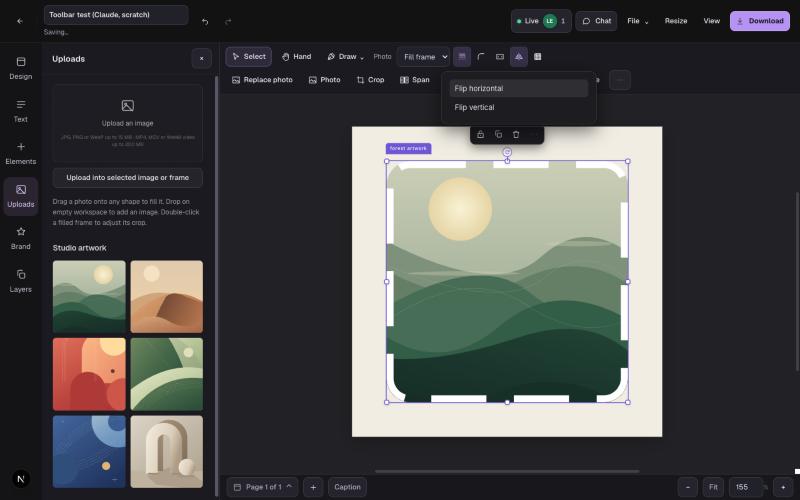 Toolbar test (Claude, scratch)
Saving...
Live LE 1
Chat
File
Resize
View
Download
Design
Text
Elements
Uploads
Brand
Layers
N
Uploads
×
Upload an image
JPG, PNG or WebP up to 15 MB · MP4, MOV or WebM video
up to 200 MB
Upload into selected image or frame
Drag a photo onto any shape to fill it. Drop on
empty workspace to add an image. Double-click
a filled frame to adjust its crop.
Studio artwork
Select
Hand
Draw
Photo
Fill frame
Replace photo
Photo
Crop
Span
Flip horizontal
Flip vertical
forest artwork
Page 1 of 1
+
Caption
−
Fit
155
%
+